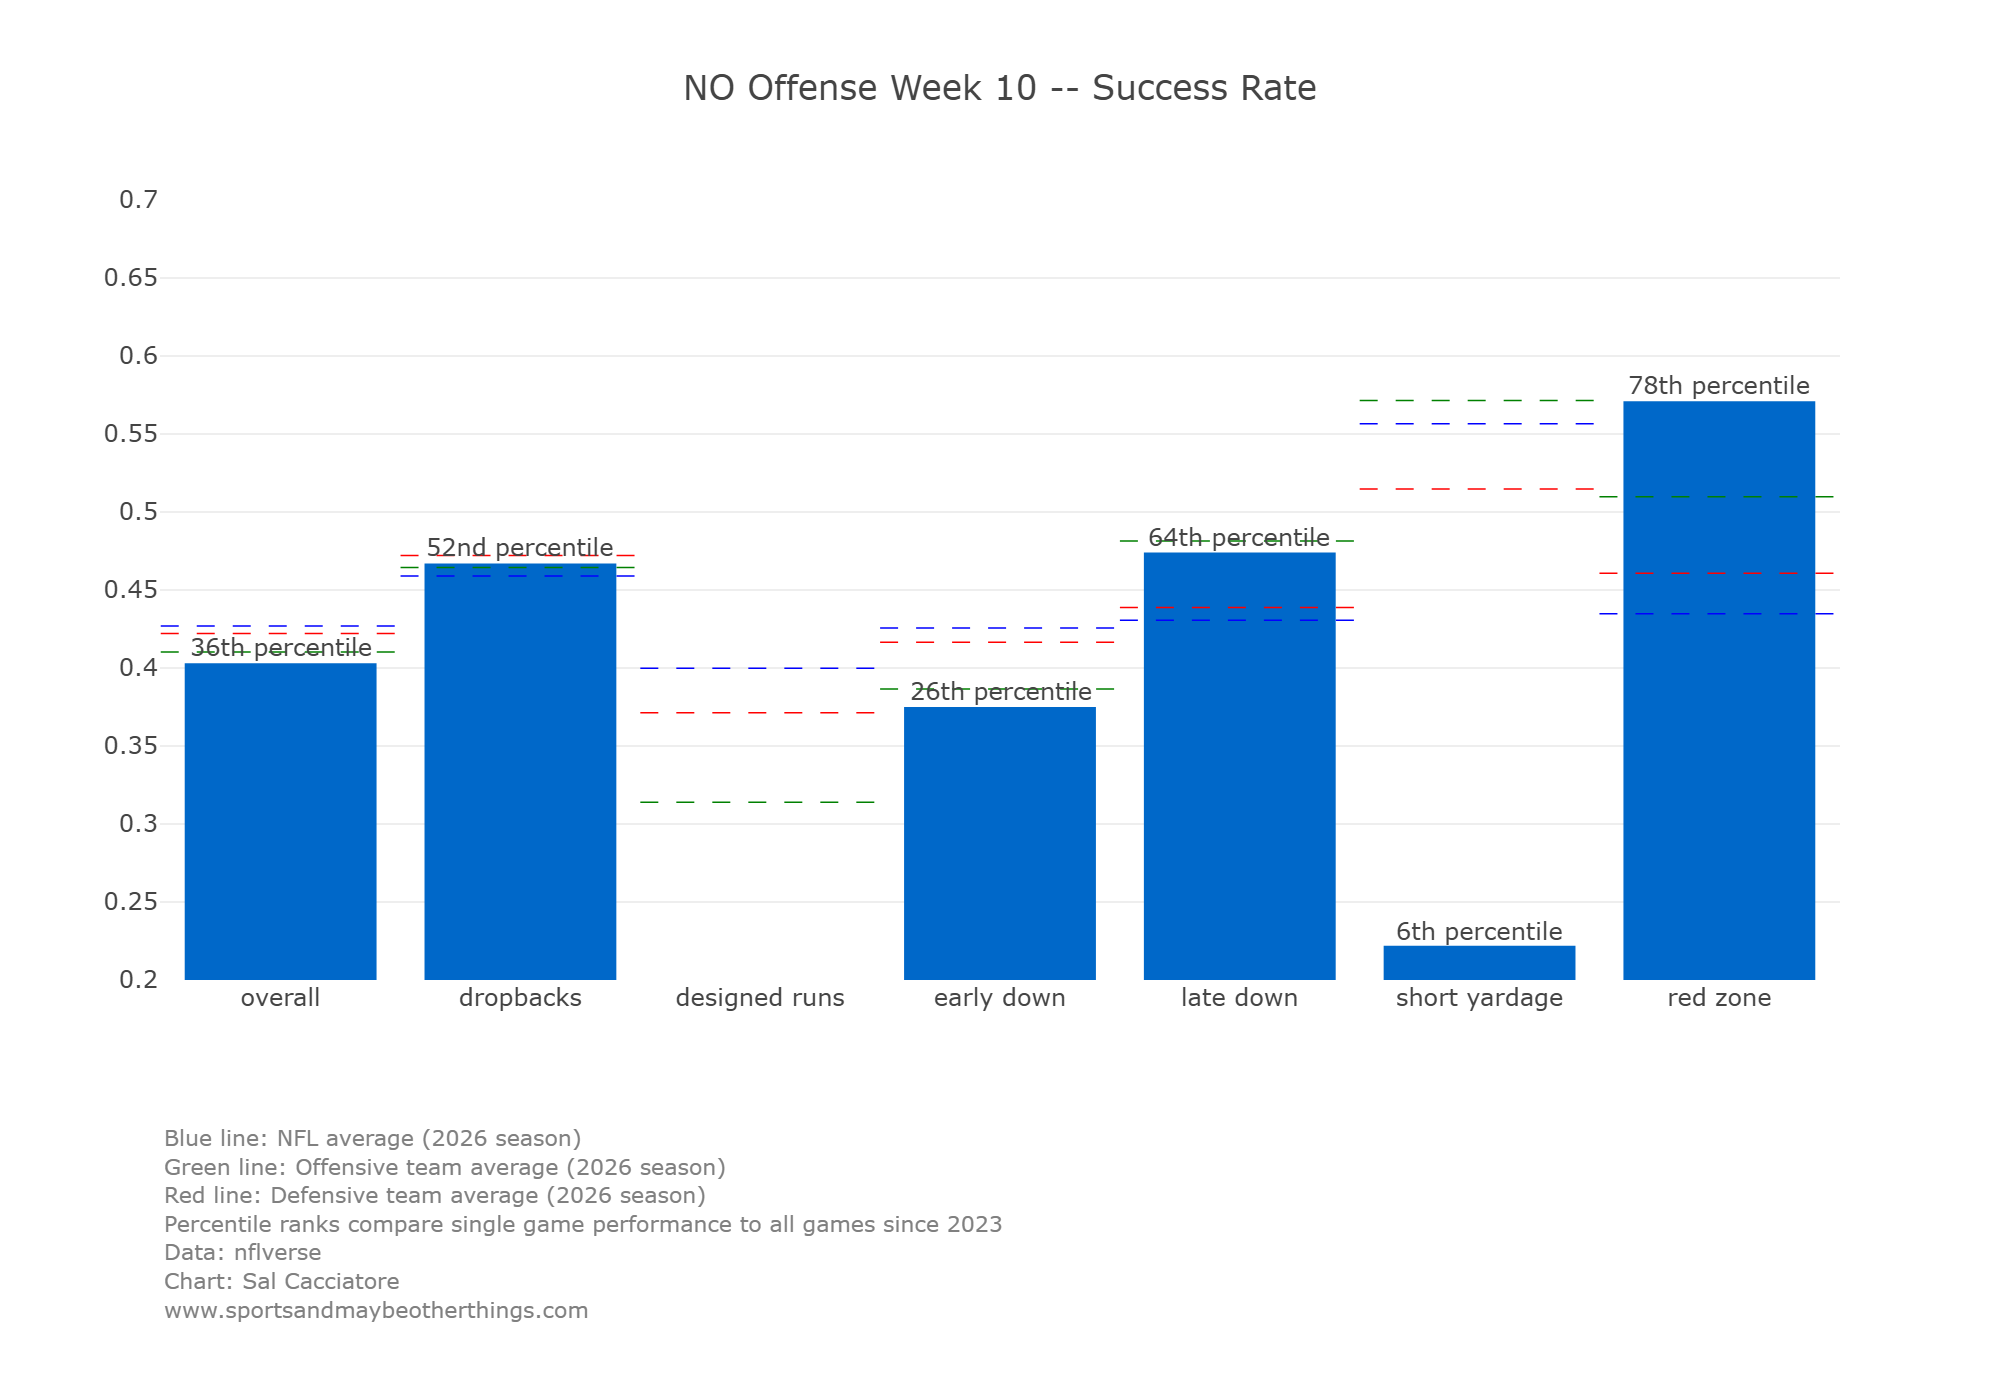 NO Offense Week 10 -- Success Rate
0.7
0.65
0.6
0.55
0.5
0.45
0.4
0.35
0.3
0.25
0.2
36th percentile
52nd percentile
26th percentile
64th percentile
6th percentile
78th percentile
overall
dropbacks
designed runs
early down
late down
short yardage
red zone
Blue line: NFL average (2026 season)
Green line: Offensive team average (2026 season)
Red line: Defensive team average (2026 season)
Percentile ranks compare single game performance to all games since 2023
Data: nflverse
Chart: Sal Cacciatore
www.sportsandmaybeotherthings.com